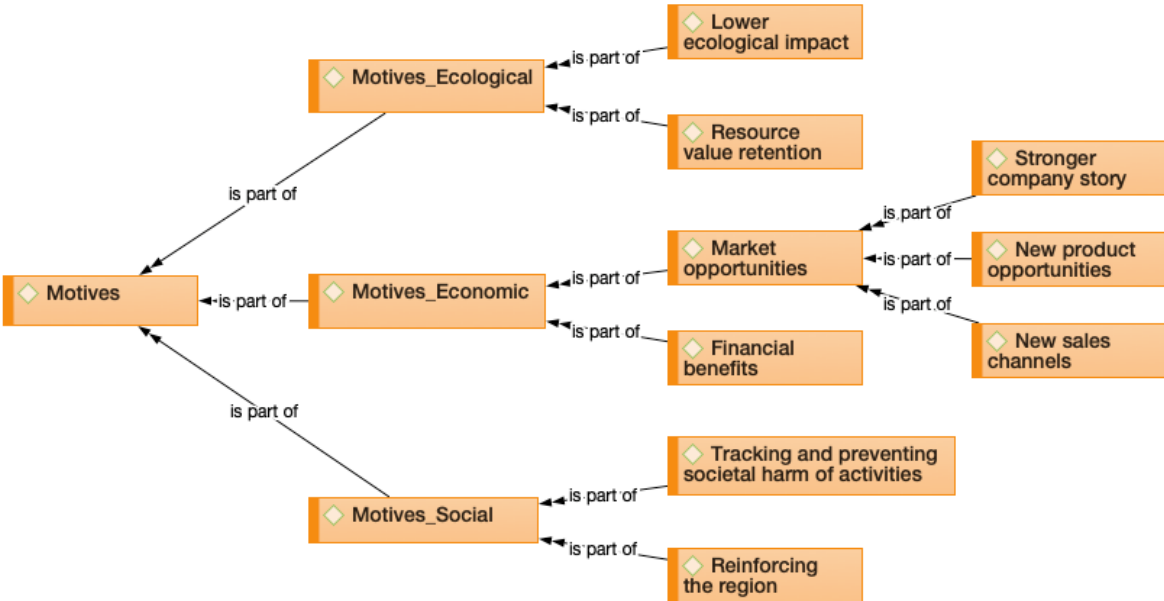 Lower
ecological impact
is part of
Motives_Ecological
is part of
Resource
value retention
Stronger
company story
is part of
is part of
Market
opportunities
is part of
New product
opportunities
is part of
Motives
is part of
Motives_Economic
is part of
is part of
New sales
channels
Financial
benefits
is part of
Tracking and preventing
societal harm of activities
is part of
Motives_Social
is part of
Reinforcing
the region